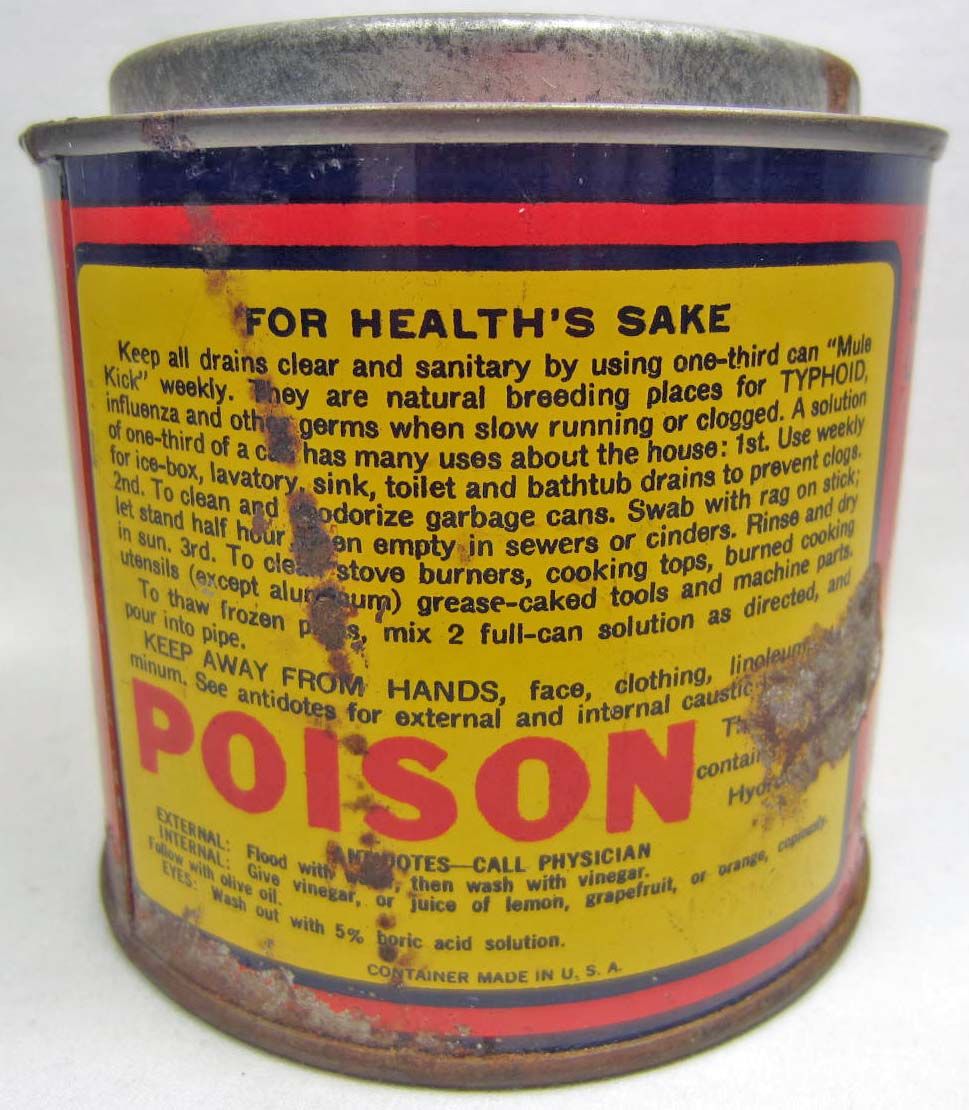 FOR HEALTH'S SAKE
Keep all drains clear and sanitary by using one-third can "Mule
Kick" weekly. They are natural breeding places for TYPHOID,
influenza and other germs when slow running or clogged. A solution
of one-third of a can has many uses about the house: 1st. Use weekly
for ice-box, lavatory, sink, toilet and bathtub drains to prevent clogs.
2nd. To clean and deodorize garbage cans. Swab with rag on stick;
let stand half hour then empty in sewers or cinders. Rinse and dry
in sun. 3rd. To clean stove burners, cooking tops, burned cooking
utensils (except aluminum) grease-caked tools and machine parts.
To thaw frozen pipes, mix 2 full-can solution as directed, and
pour into pipe.
KEEP AWAY FROM HANDS, face, clothing, linoleum,
minum. See antidotes for external and internal caustic
POISON
contain
ANTIDOTES—CALL PHYSICIAN
EXTERNAL: Flood with water, then wash with vinegar.
INTERNAL: Give vinegar, or juice of lemon, grapefruit, or orange, copiously.
Follow with olive oil.
EYES: Wash out with 5% boric acid solution.
CONTAINER MADE IN U. S. A.